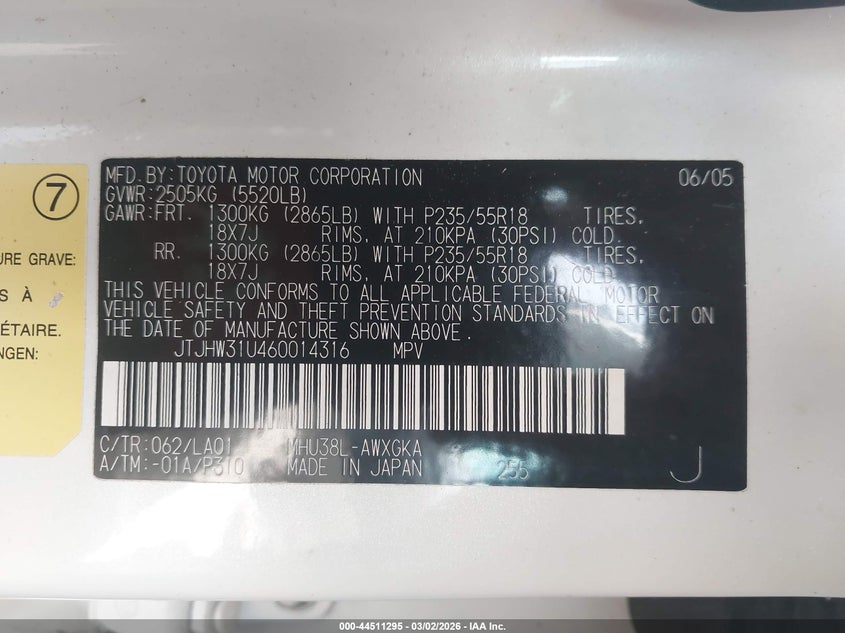 7
URE GRAVE:
S À
ÉTAIRE.
NGEN:
MFD.BY:TOYOTA MOTOR CORPORATION 06/05
GVWR:2505KG (5520LB)
GAWR:FRT. 1300KG (2865LB) WITH P235/55R18 TIRES,
18X7J RIMS, AT 210KPA (30PSI) COLD.
RR. 1300KG (2865LB) WITH P235/55R18 TIRES,
18X7J RIMS, AT 210KPA (30PSI) COLD.
THIS VEHICLE CONFORMS TO ALL APPLICABLE FEDERAL MOTOR
VEHICLE SAFETY AND THEFT PREVENTION STANDARDS IN EFFECT ON
THE DATE OF MANUFACTURE SHOWN ABOVE.
JTJHW31U460014316 MPV
C/TR:062/LA01 MHU38L-AWXGKA
A/TM:-01A/P310 MADE IN JAPAN 255 J
000-44511295 - 03/02/2026 - IAA Inc.